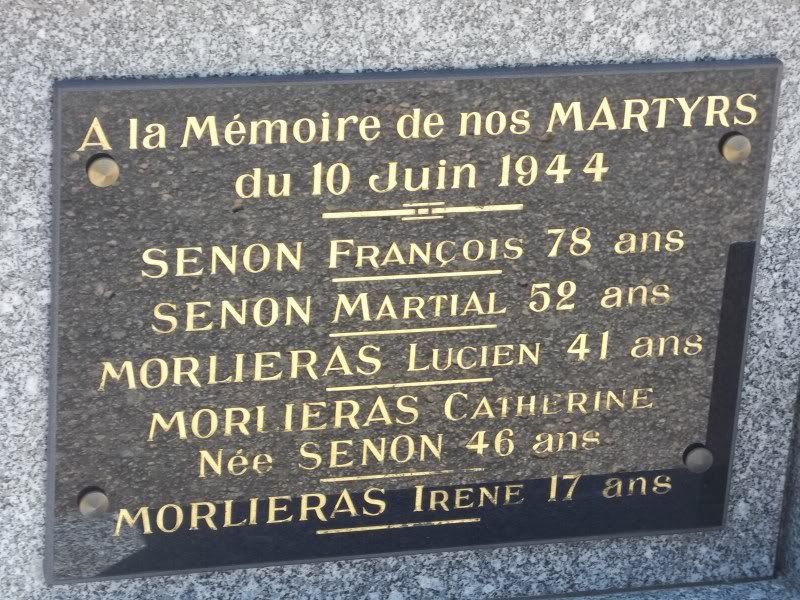 A la Mémoire de nos MARTYRS
du 10 Juin 1944
SENON FRANÇOIS 78 ans
SENON MARTIAL 52 ans
MORLIERAS LUCIEN 41 ans
MORLIERAS CATHERINE
Née SENON 46 ans
MORLIERAS IRENE 17 ans